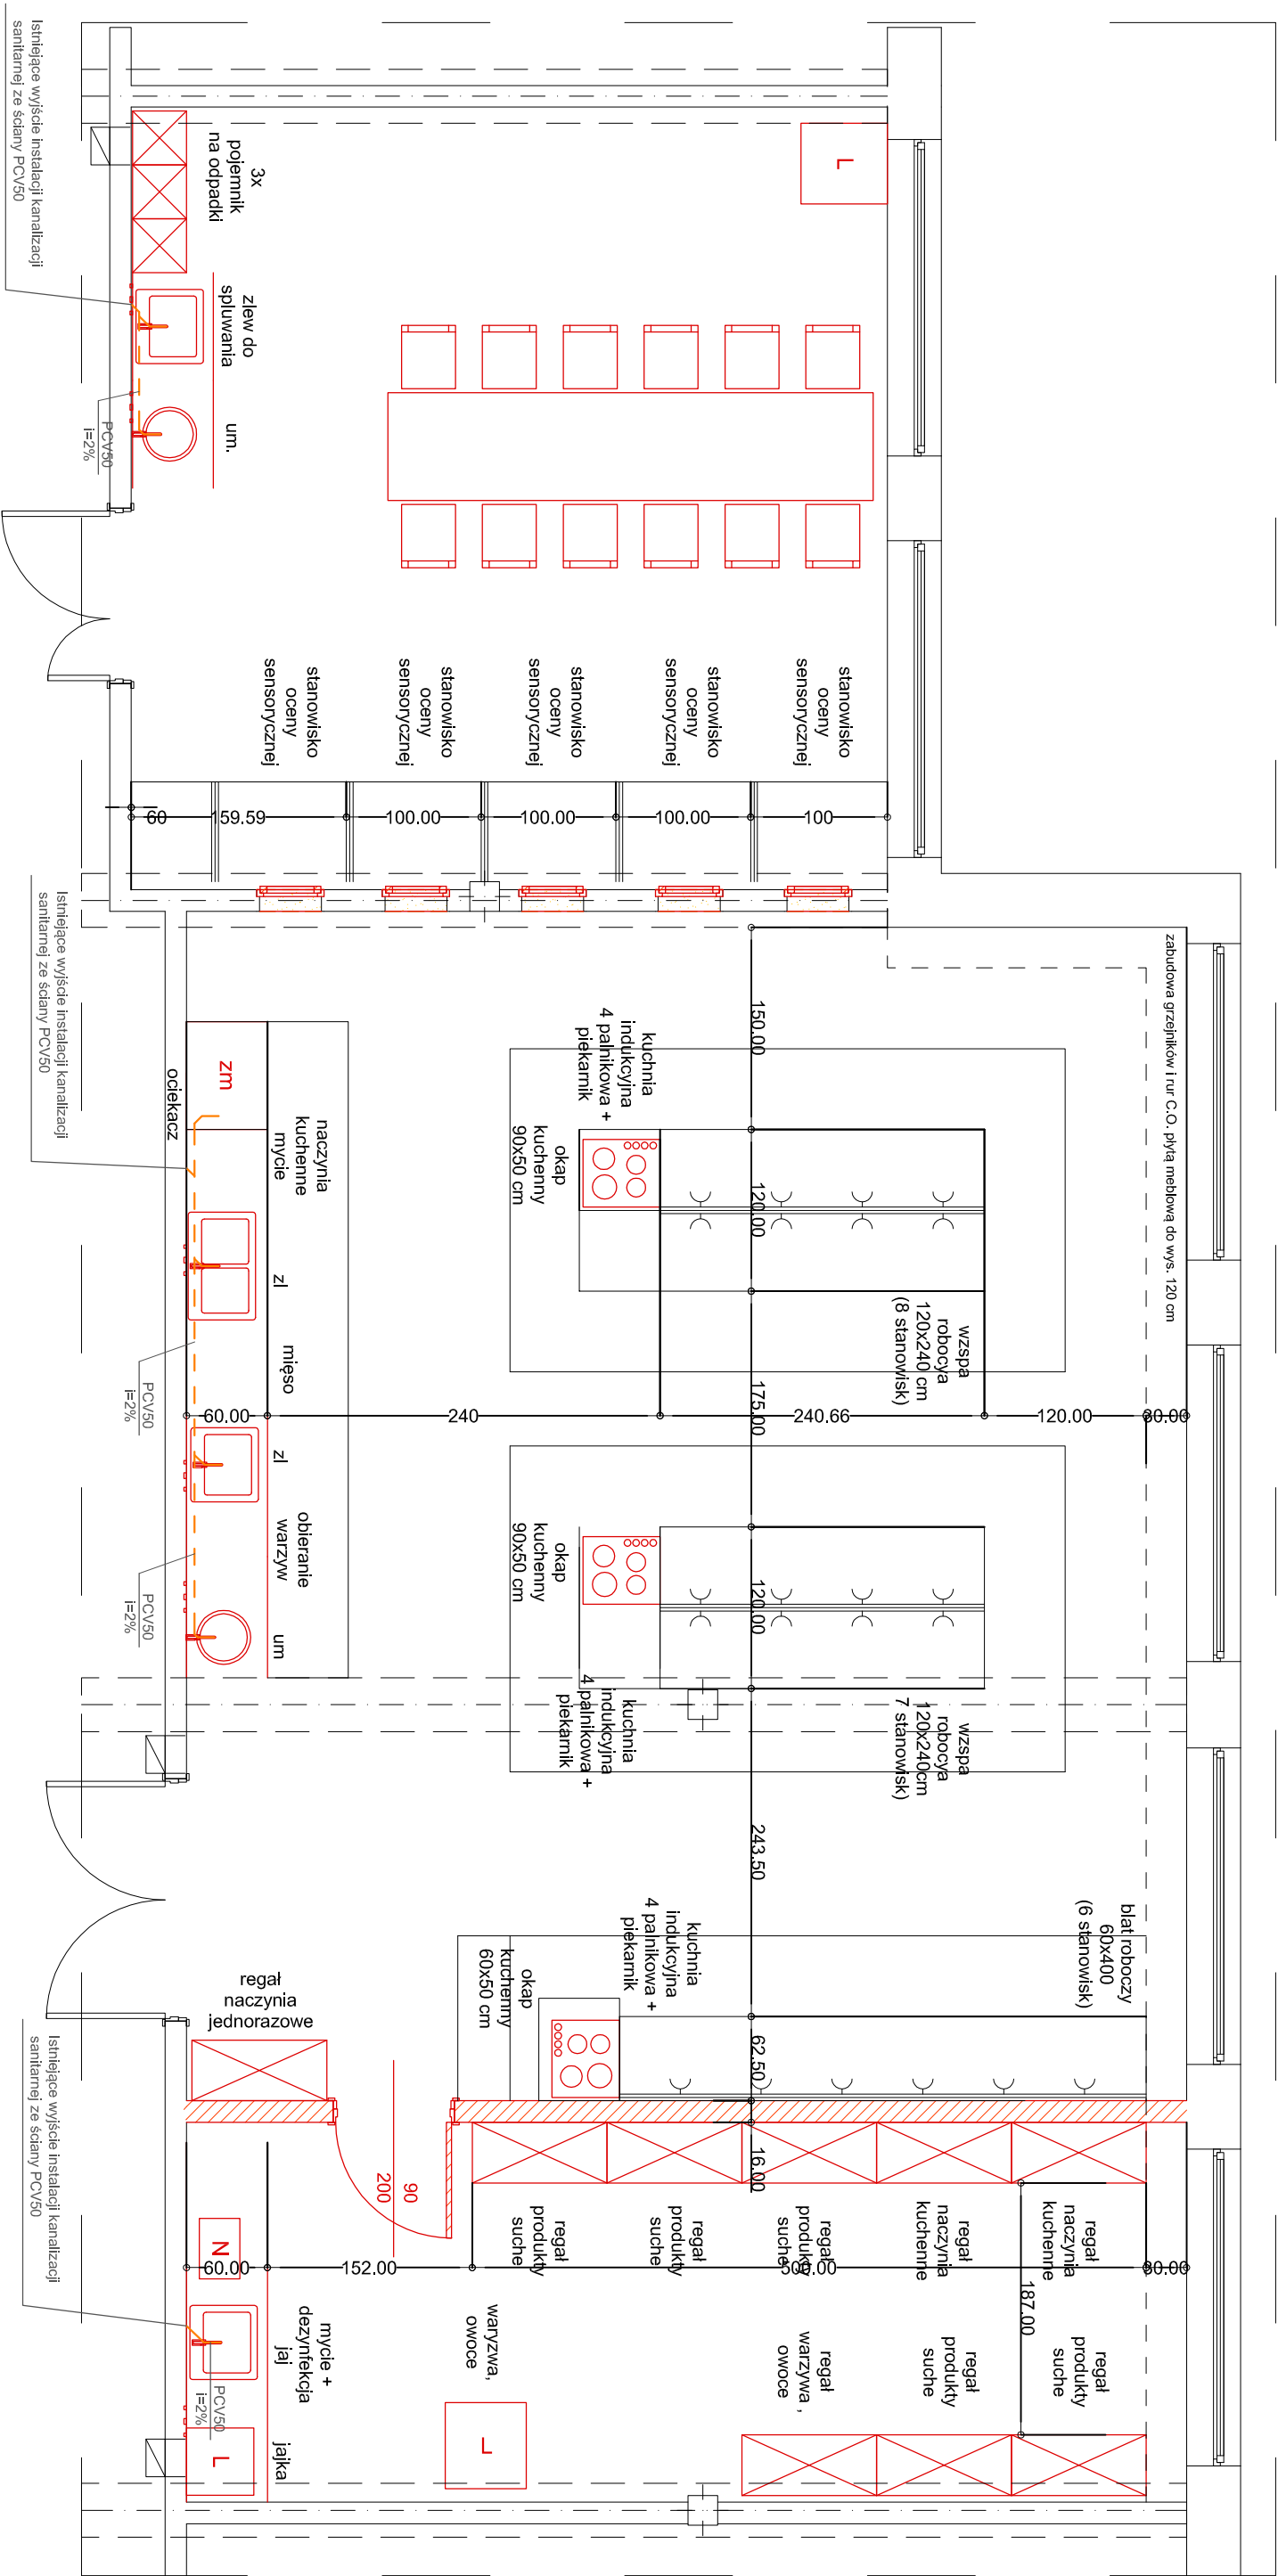 Istniejące wyjście instalacji kanalizacji
sanitarnej ze ściany PCV50
3x
pojemnik
na odpadki
L
zlew do
spluwania
um.
PCV50
i=2%
stanowisko
oceny
sensorycznej
stanowisko
oceny
sensorycznej
stanowisko
oceny
sensorycznej
stanowisko
oceny
sensorycznej
stanowisko
oceny
sensorycznej
60
159.59
100.00
100.00
100.00
100
Istniejące wyjście instalacji kanalizacji
sanitarnej ze ściany PCV50
zabudowa grzejników i rur C.O. płytą meblową do wys. 120 cm
150.00
kuchnia
indukcyjna
4 palnikowa +
piekarnik
zm
ociekacz
naczynia
kuchenne
mycie
okap
kuchenny
90x50 cm
120.00
zl
wzspa
robocya
120x240 cm
(8 stanowisk)
mięso
PCV50
i=2%
175.00
60.00
240
240.66
120.00
30.00
zl
obieranie
warzyw
um
PCV50
i=2%
okap
kuchenny
90x50 cm
120.00
kuchnia
indukcyjna
4 palnikowa +
piekarnik
wzspa
robocya
120x240cm
7 stanowisk)
243.50
blat roboczy
60x400
(6 stanowisk)
kuchnia
indukcyjna
4 palnikowa +
piekarnik
okap
kuchenny
60x50 cm
regał
naczynia
jednorazowe
62.50
16.00
90
200
Istniejące wyjście instalacji kanalizacji
sanitarnej ze ściany PCV50
regał
produkty
suche
regał
produkty
suche
regał
produkty
suche
regał
naczynia
kuchenne
regał
naczynia
kuchenne
N
60.00
152.00
500.00
30.00
187.00
mycie +
dezynfekcja
jaj
waryzwa,
owoce
regał
warzywa ,
owoce
regał
produkty
suche
regał
produkty
suche
PCV50
i=2%
L
jajka
L